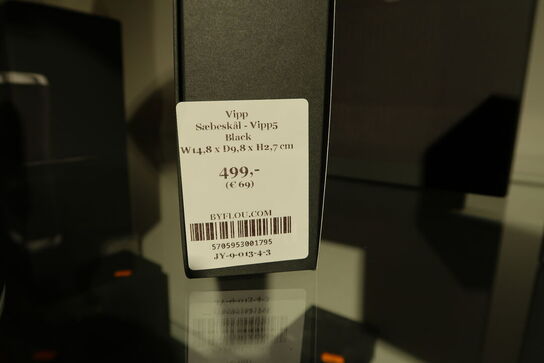 Vipp
Sæbeskål - Vipp5
Black
W14,8 x D9,8 x H2,7 cm
499,-
(€ 69)
BYFLOU.COM
5705953001795
JY-9-013-4-3